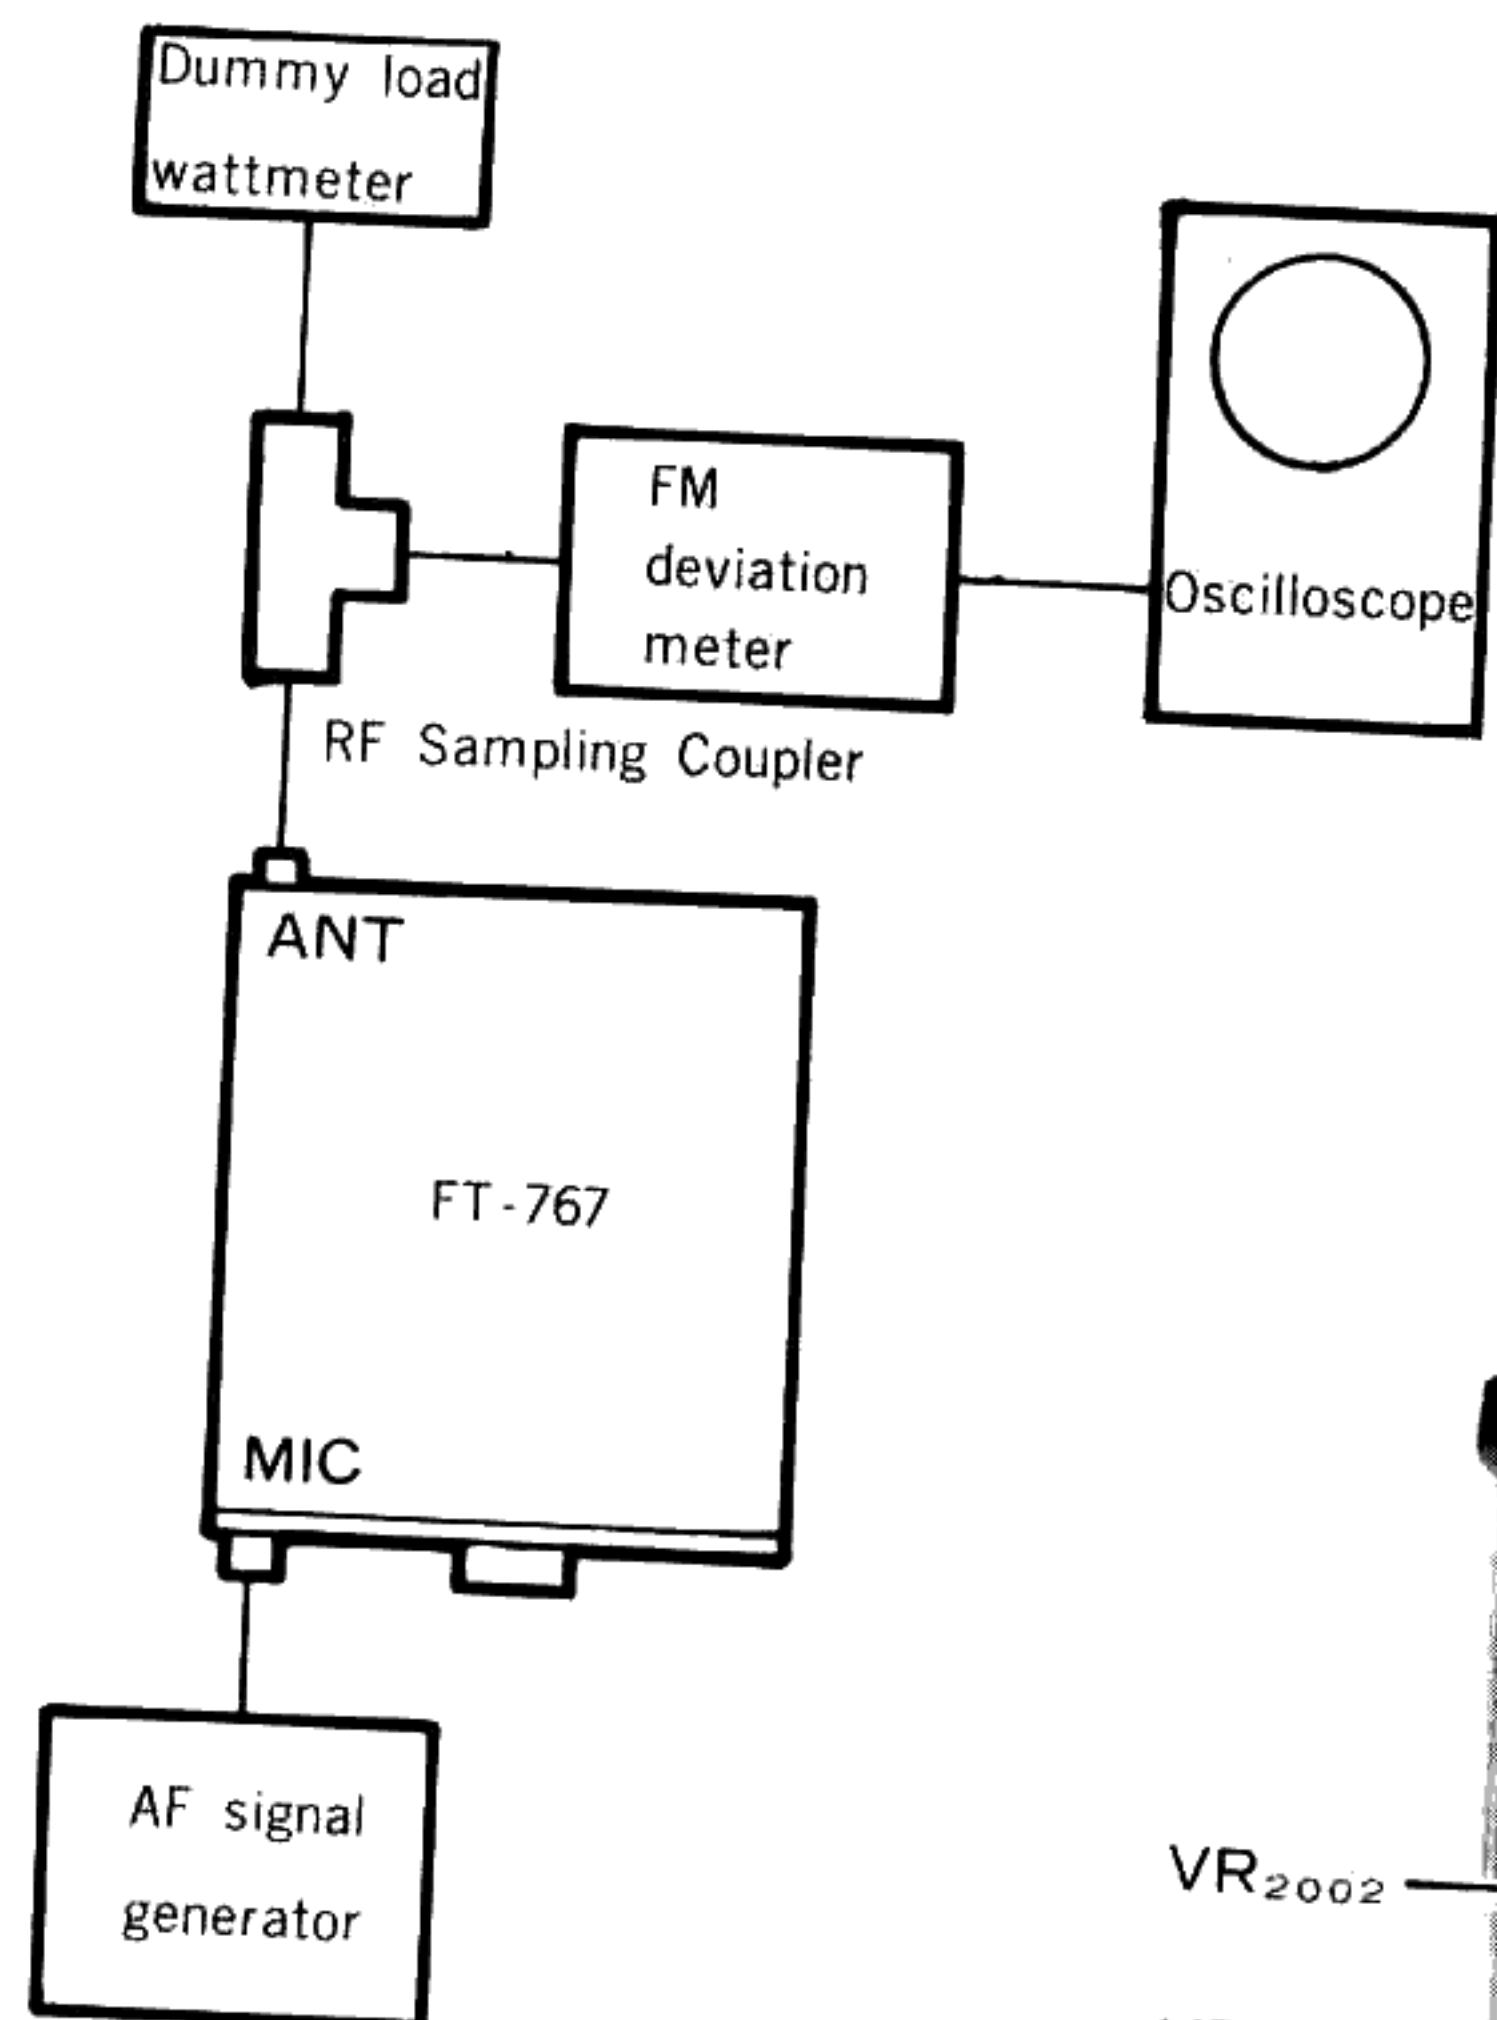 Dummy load
wattmeter
FM
deviation
meter
Oscilloscope
RF Sampling Coupler
ANT
FT-767
MIC
AF signal
generator
VR₂₀₀₂